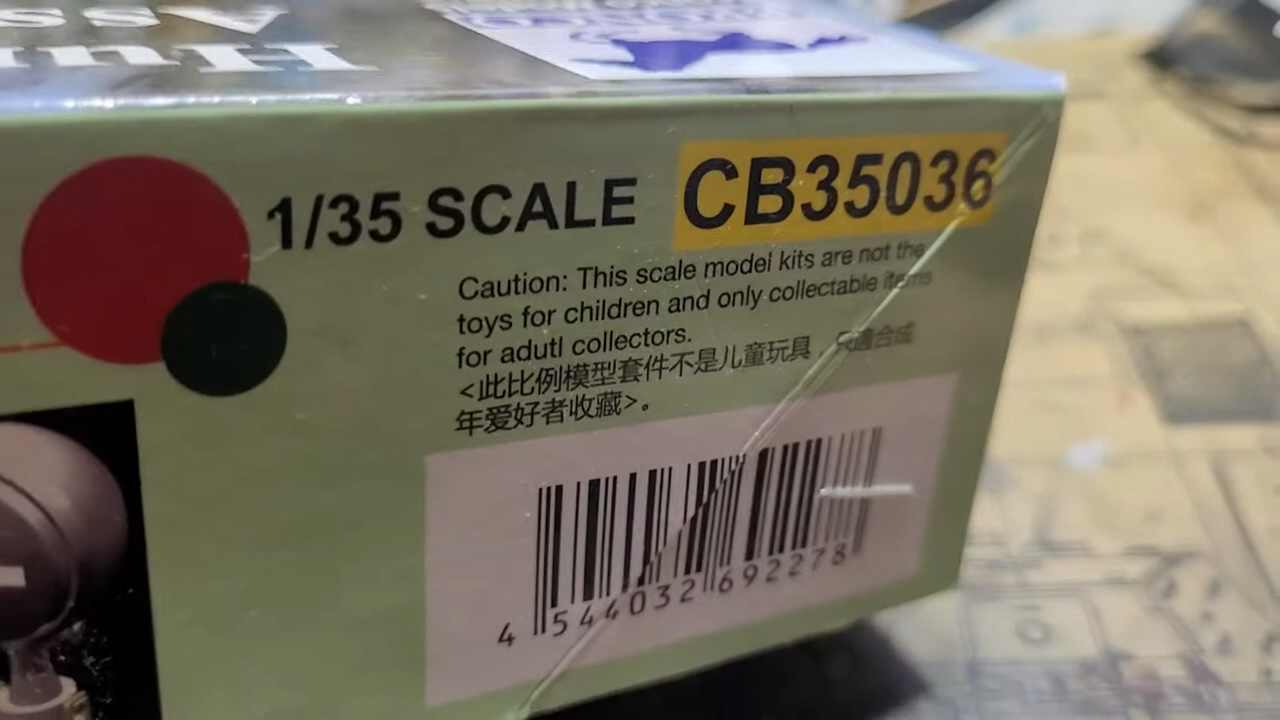 1/35 SCALE CB35036
Caution: This scale model kits are not the
toys for children and only collectable items
for adutl collectors.
<此比例模型套件不是儿童玩具，只適合成
年爱好者收藏>。
4 544032 692278